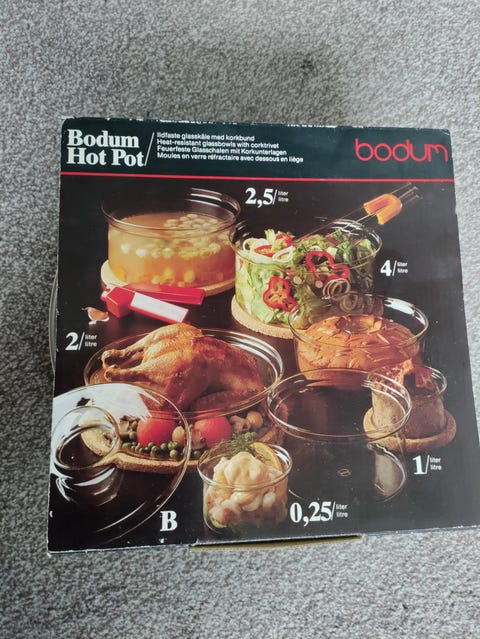 Bodum
Hot Pot/
Ildfaste glasskåle med korkbund
Heat-resistant glassbowls with corktrivet
Feuerfeste Glasschalen mit Korkunterlagen
Moules en verre réfractaire avec dessous en liège
bodum
2,5/ liter
litre
4/ liter
litre
2/ liter
litre
1/ liter
litre
0,25/ liter
litre
B